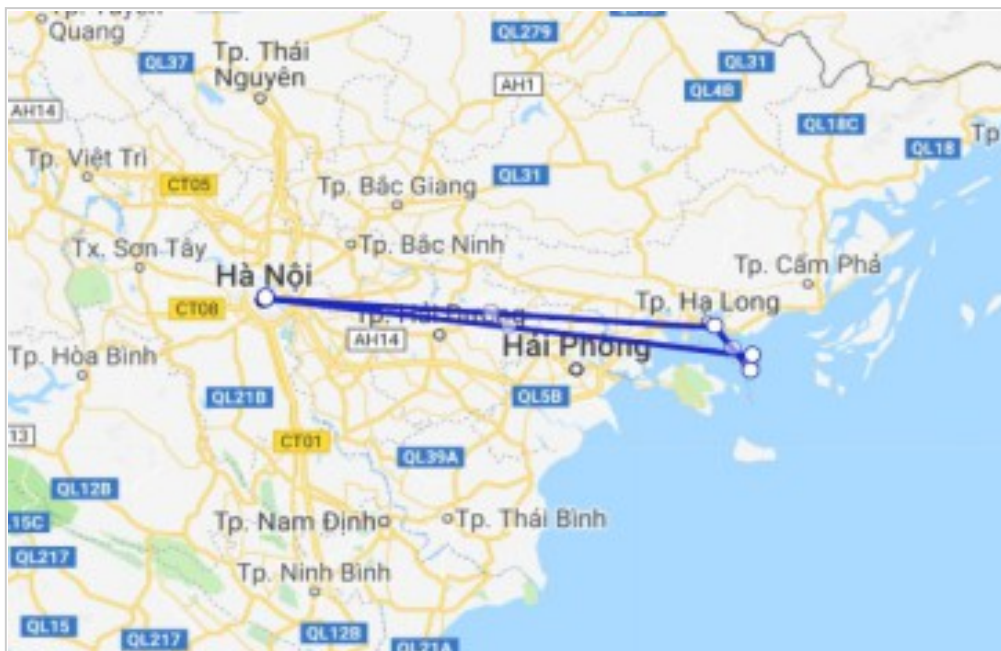 Quang
QL279
QL31
QL37
Tp. Thái
Nguyên
AH1
QL4B
AH14
QL18C
QL18
Tp.
Tp. Việt Trì
CT05
QL31
Tp. Bắc Giang
Tx. Sơn Tây
Tp. Bắc Ninh
Hà Nội
Tp. Cẩm Phả
CT08
Tp. Hạ Long
Tp. Hải Dương
AH14
Hải Phòng
Tp. Hòa Bình
QL21B
QL5B
13
CT01
QL39A
QL12B
15C
Tp. Nam Định
Tp. Thái Bình
QL217
Tp. Ninh Bình
QL15
QL217
QL12B
QL21A